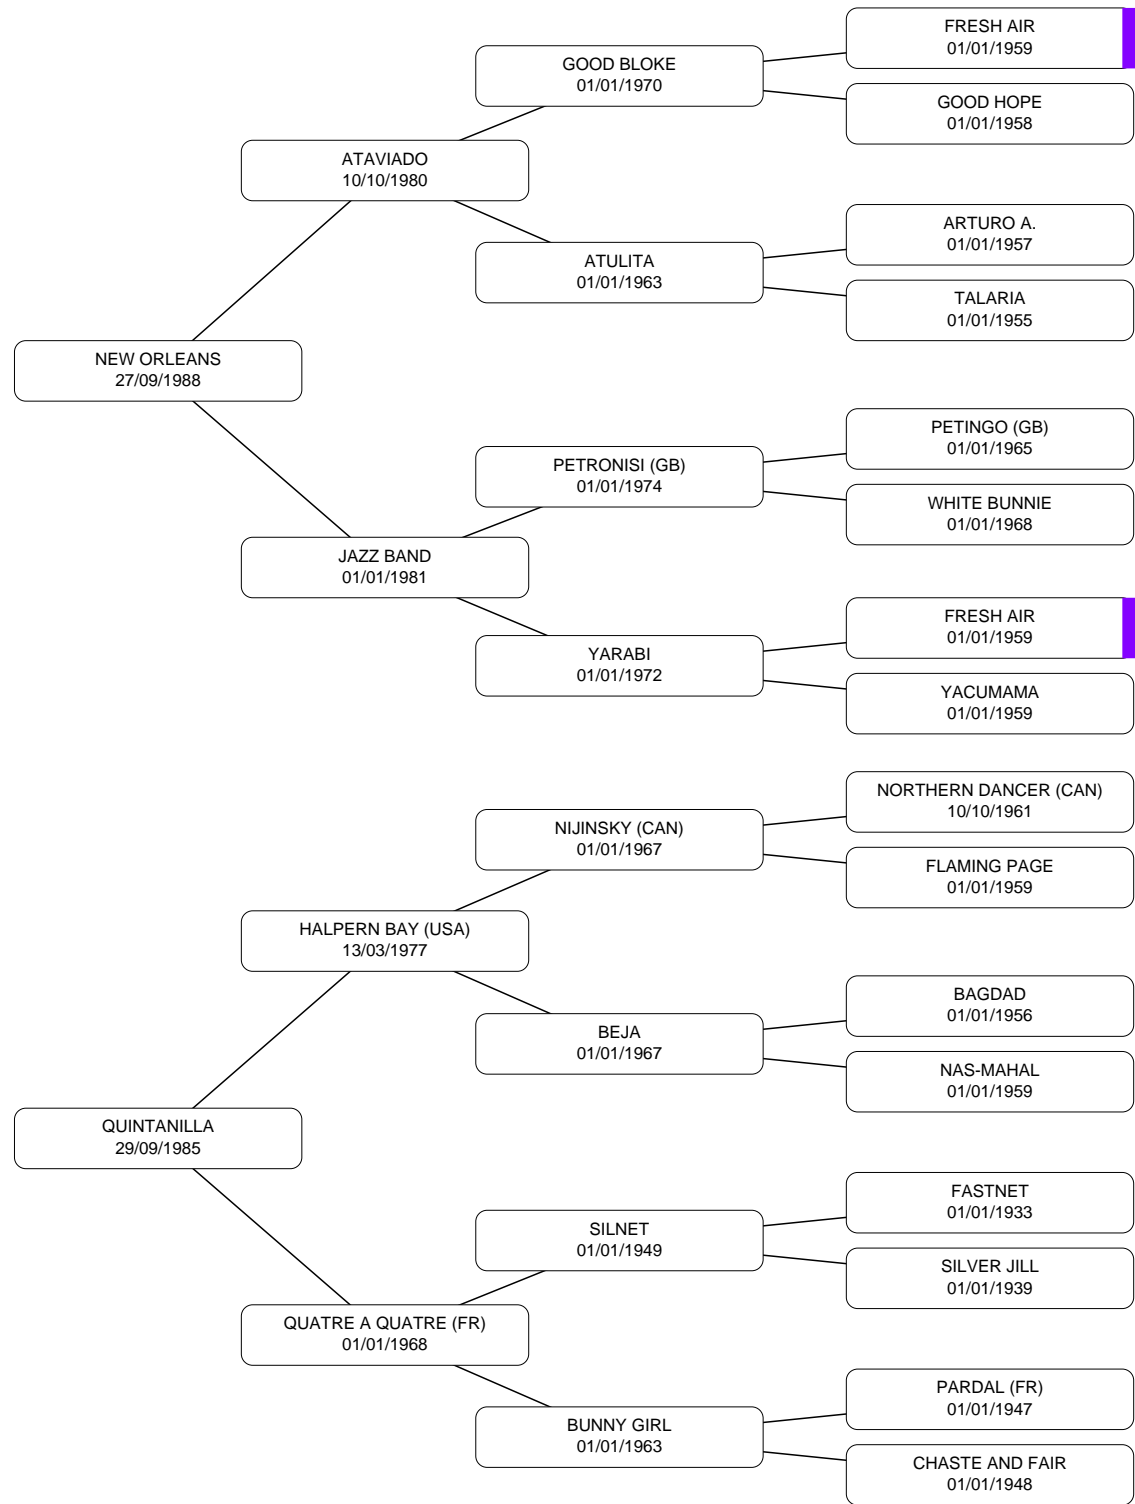 FRESH AIR
01/01/1959
GOOD BLOKE
01/01/1970
GOOD HOPE
01/01/1958
ATAVIADO
10/10/1980
ARTURO A.
01/01/1957
ATULITA
01/01/1963
TALARIA
01/01/1955
NEW ORLEANS
27/09/1988
PETINGO (GB)
01/01/1965
PETRONISI (GB)
01/01/1974
WHITE BUNNIE
01/01/1968
JAZZ BAND
01/01/1981
FRESH AIR
01/01/1959
YARABI
01/01/1972
YACUMAMA
01/01/1959
NORTHERN DANCER (CAN)
10/10/1961
NIJINSKY (CAN)
01/01/1967
FLAMING PAGE
01/01/1959
HALPERN BAY (USA)
13/03/1977
BAGDAD
01/01/1956
BEJA
01/01/1967
NAS-MAHAL
01/01/1959
QUINTANILLA
29/09/1985
FASTNET
01/01/1933
SILNET
01/01/1949
SILVER JILL
01/01/1939
QUATRE A QUATRE (FR)
01/01/1968
PARDAL (FR)
01/01/1947
BUNNY GIRL
01/01/1963
CHASTE AND FAIR
01/01/1948